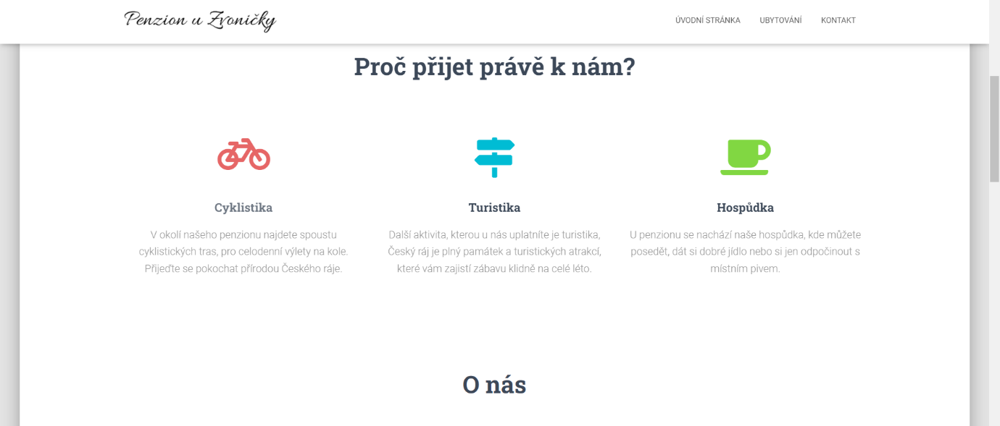 Penzion u Zvoničky
ÚVODNÍ STRÁNKA UBYTOVÁNÍ KONTAKT
Proč přijet právě k nám?
Cyklistika
V okolí našeho penzionu najdete spoustu
cyklistických tras, pro celodenní výlety na kole.
Přijeďte se pokochat přírodou Českého ráje.
Turistika
Další aktivita, kterou u nás uplatníte je turistika,
Český ráj je plný památek a turistických atrakcí,
které vám zajistí zábavu klidně na celé léto.
Hospůdka
U penzionu se nachází naše hospůdka, kde můžete
posedět, dát si dobré jídlo nebo si jen odpočinout s
místním pivem.
O nás